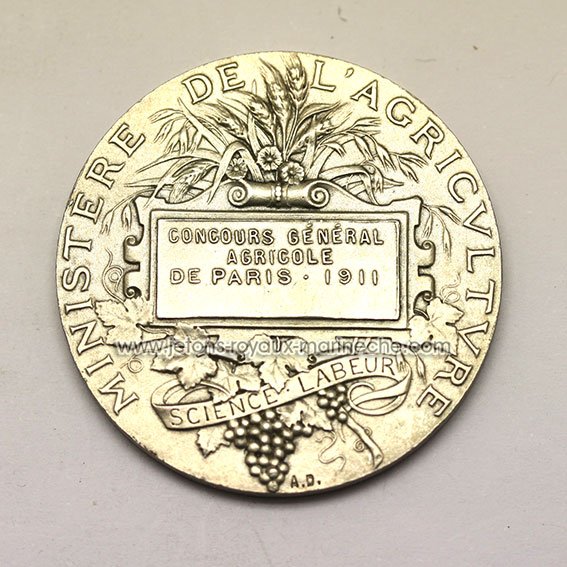 MINISTERE DE L'AGRICVLTVRE
CONCOURS GÉNÉRAL
AGRICOLE
DE PARIS · 1911
www.jetons-royaux-marineche.com
SCIENCE - LABEUR
A.D.